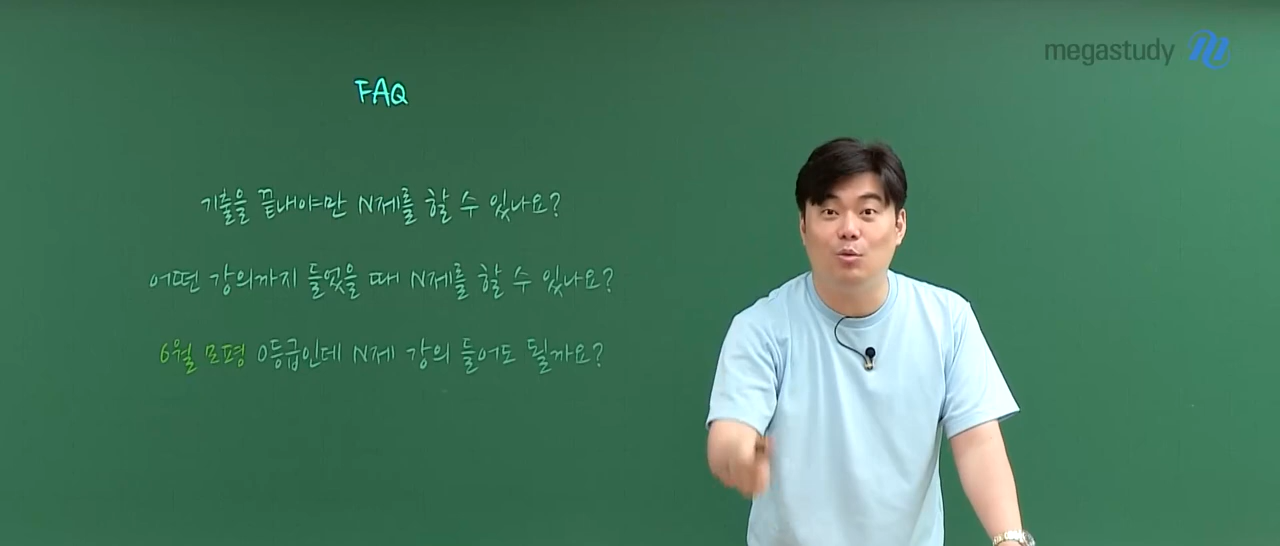 megastudy
FAQ
기출을 끝내야만 N제를 할 수 있나요?
어떤 강의까지 들었을 때 N제를 할 수 있나요?
6월 모평 0등급인데 N제 강의 들어도 될까요?